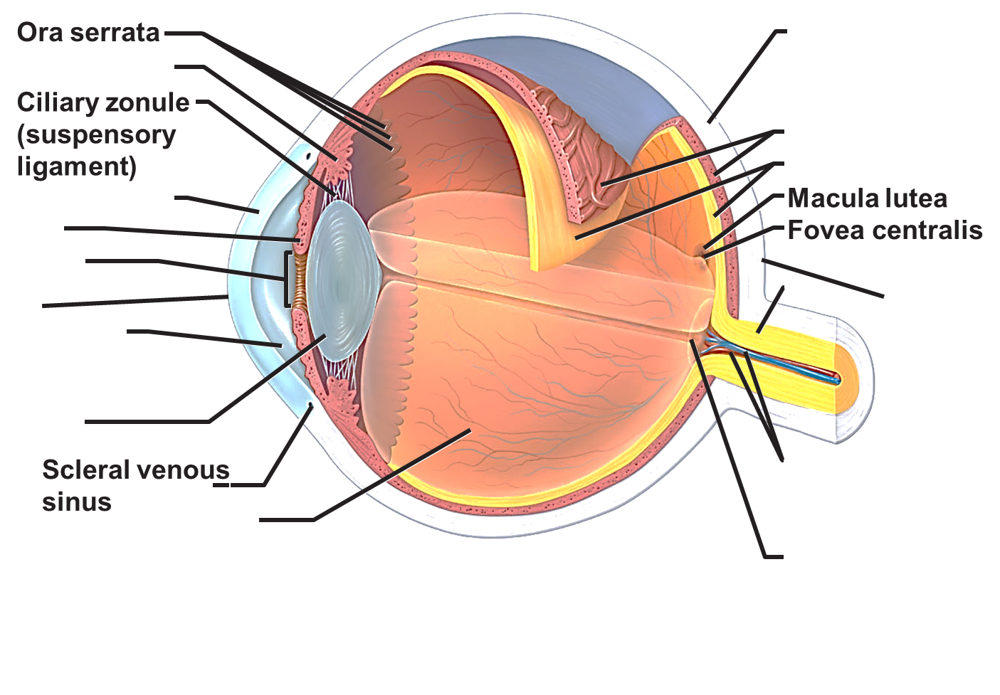 Ora serrata
Ciliary zonule
(suspensory
ligament)
Macula lutea
Fovea centralis
Scleral venous
sinus